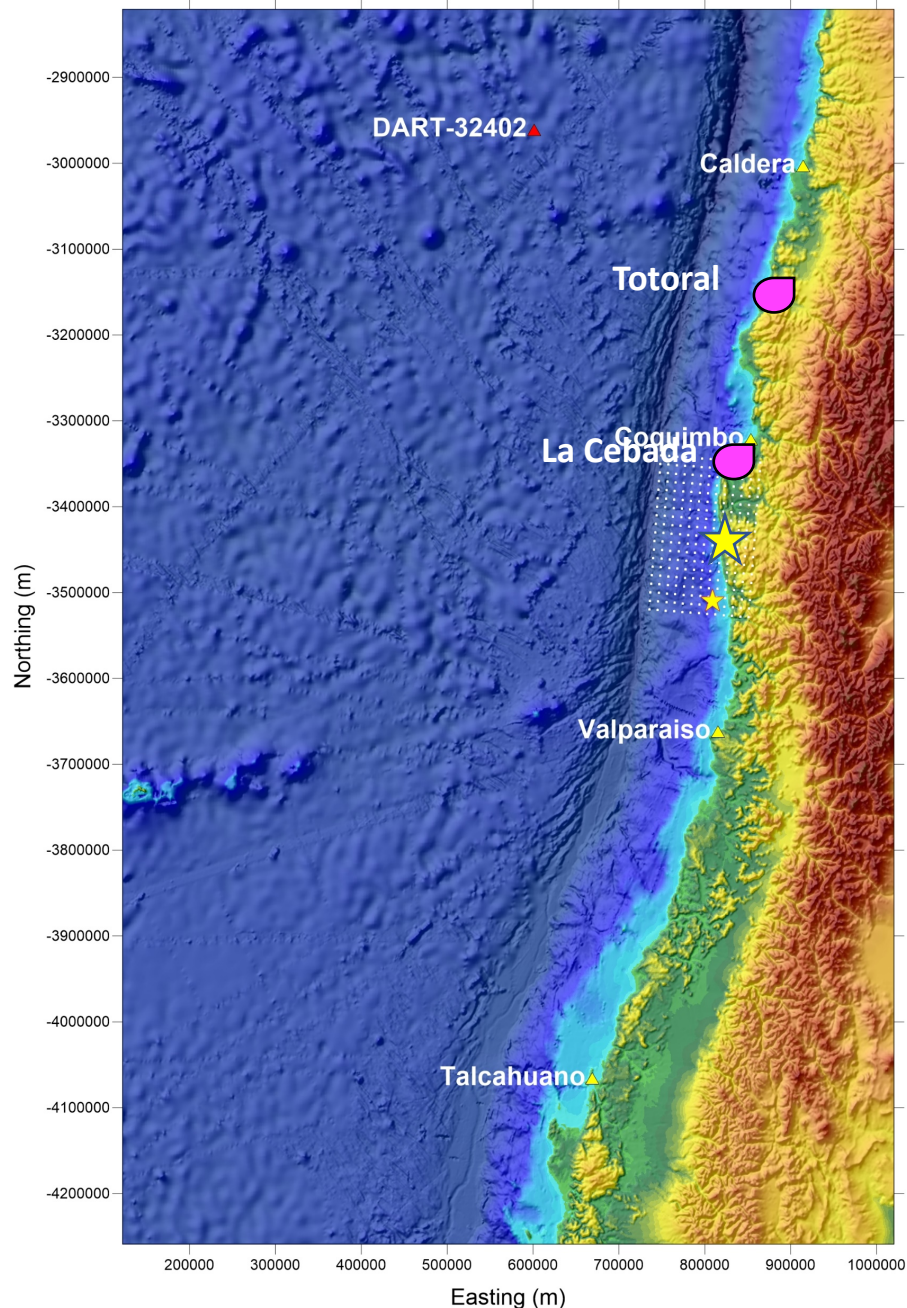 -2900000
DART-32402
-3000000
Caldera
-3100000
Totoral
-3200000
-3300000
Coquimbo
La Cebada
-3400000
-3500000
-3600000
Valparaiso
-3700000
-3800000
-3900000
-4000000
Talcahuano
-4100000
-4200000
Northing (m)
200000 300000 400000 500000 600000 700000 800000 900000 1000000
Easting (m)